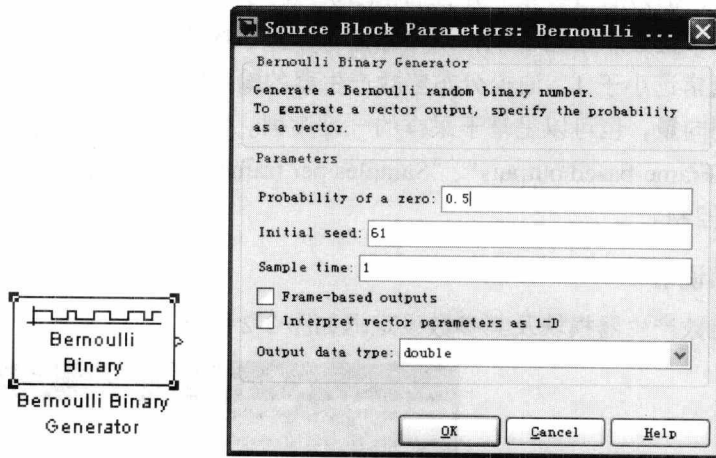 Source Block Parameters: Bernoulli ...
Bernoulli Binary Generator
Generate a Bernoulli random binary number.
To generate a vector output, specify the probability
as a vector.
Parameters
Probability of a zero: 0.5
Initial seed: 61
Sample time: 1
Frame-based outputs
Interpret vector parameters as 1-D
Output data type: double
OK
Cancel
Help
Bernoulli
Binary
Bernoulli Binary
Generator